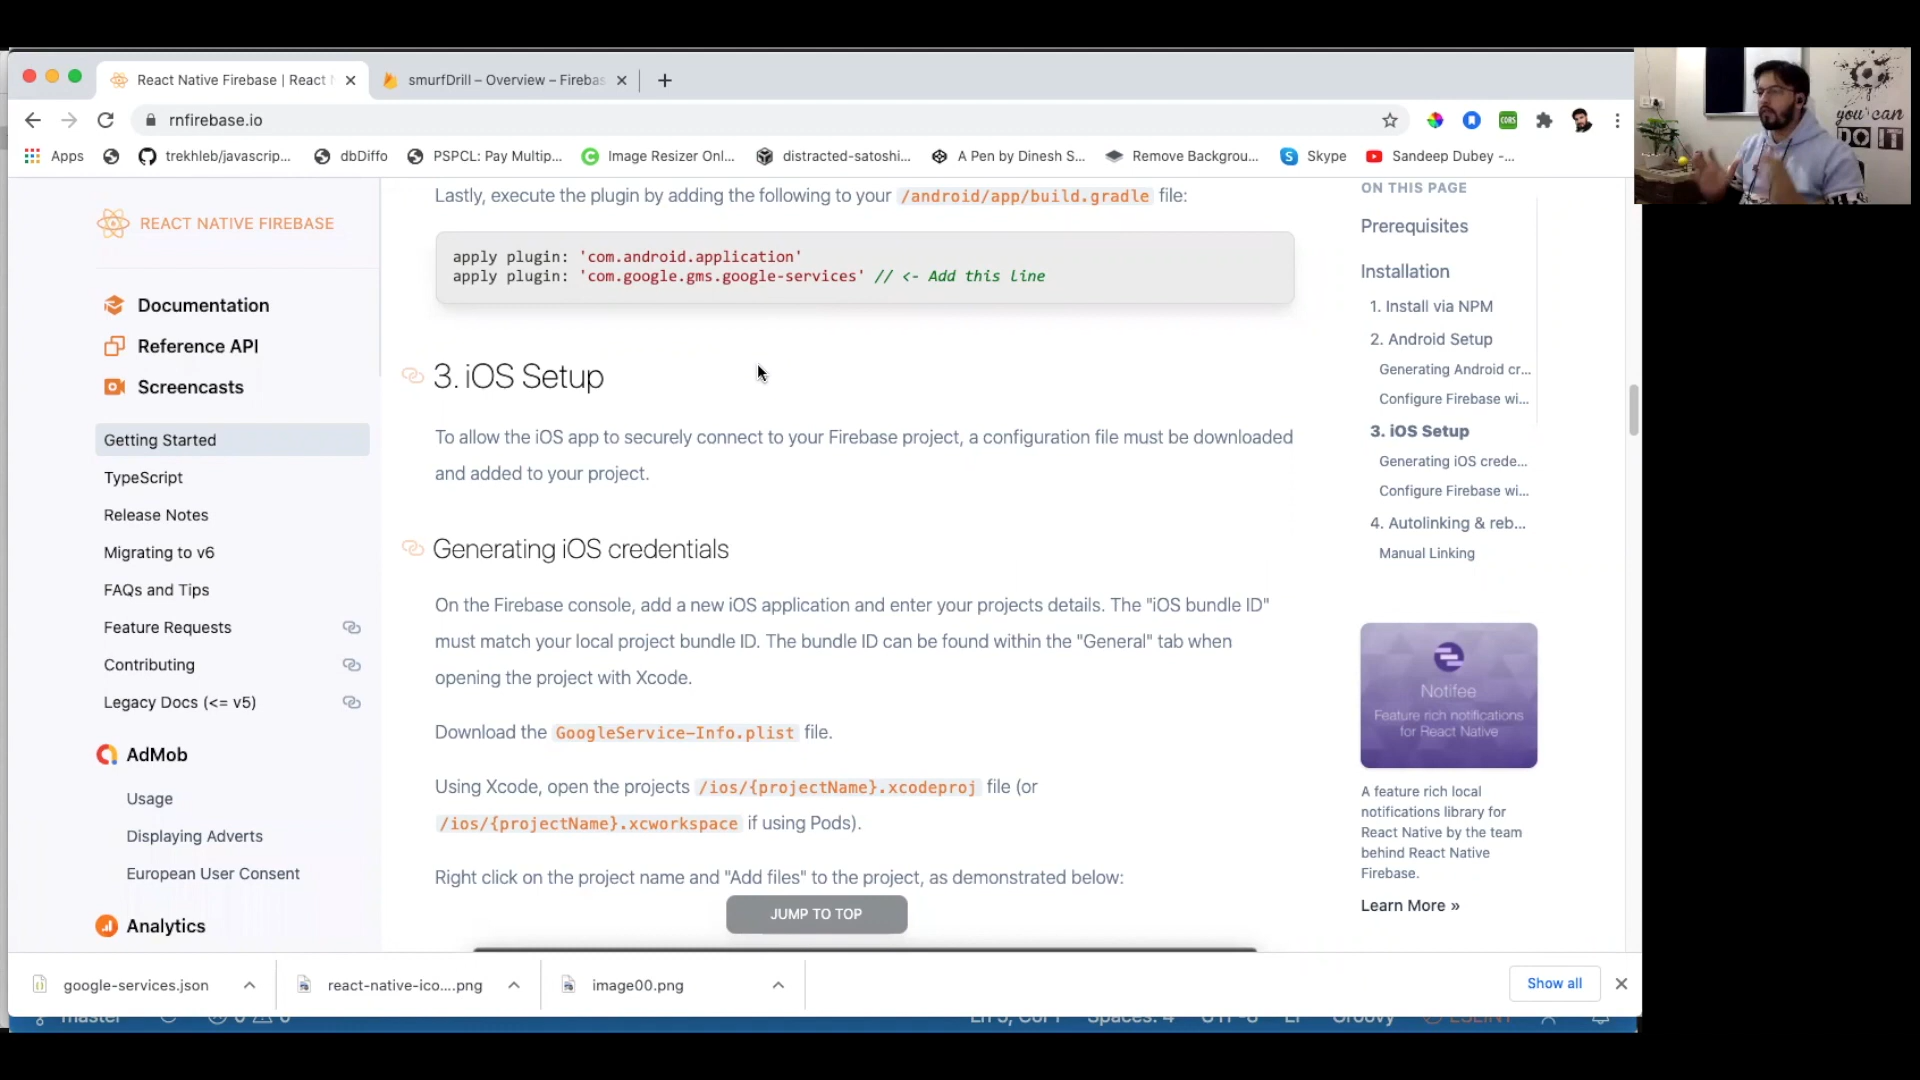 React Native Firebase | React
smurfDrill – Overview – Firebas
rnfirebase.io
CORS
Apps
trekhleb/javascrip...
dbDiffo
PSPCL: Pay Multip...
Image Resizer Onl...
distracted-satoshi...
A Pen by Dinesh S...
Remove Backgrou...
Skype
Sandeep Dubey -...
you can
DO IT
REACT NATIVE FIREBASE
Documentation
Reference API
Screencasts
Getting Started
TypeScript
Release Notes
Migrating to v6
FAQs and Tips
Feature Requests
Contributing
Legacy Docs (<= v5)
AdMob
Usage
Displaying Adverts
European User Consent
Analytics
Lastly, execute the plugin by adding the following to your /android/app/build.gradle file:
apply plugin: 'com.android.application'
apply plugin: 'com.google.gms.google-services' // <- Add this line
3. iOS Setup
To allow the iOS app to securely connect to your Firebase project, a configuration file must be downloaded
and added to your project.
Generating iOS credentials
On the Firebase console, add a new iOS application and enter your projects details. The "iOS bundle ID"
must match your local project bundle ID. The bundle ID can be found within the "General" tab when
opening the project with Xcode.
Download the GoogleService-Info.plist file.
Using Xcode, open the projects /ios/{projectName}.xcodeproj file (or
/ios/{projectName}.xcworkspace if using Pods).
Right click on the project name and "Add files" to the project, as demonstrated below:
JUMP TO TOP
ON THIS PAGE
Prerequisites
Installation
1. Install via NPM
2. Android Setup
Generating Android cr...
Configure Firebase wi...
3. iOS Setup
Generating iOS crede...
Configure Firebase wi...
4. Autolinking & reb...
Manual Linking
Notifee
Feature rich notifications
for React Native
A feature rich local
notifications library for
React Native by the team
behind React Native
Firebase.
Learn More »
google-services.json
react-native-ico....png
image00.png
Show all
master